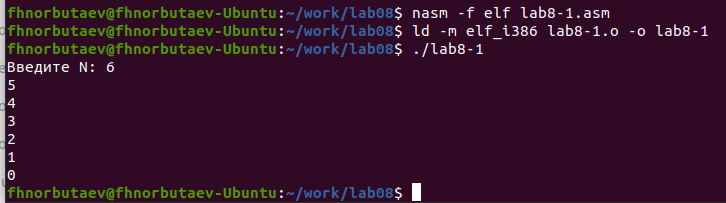 fhnorbutaev@fhnorbutaev-Ubuntu:~/work/lab08$ nasm -f elf lab8-1.asm
fhnorbutaev@fhnorbutaev-Ubuntu:~/work/lab08$ ld -m elf_i386 lab8-1.o -o lab8-1
fhnorbutaev@fhnorbutaev-Ubuntu:~/work/lab08$ ./lab8-1
Введите N: 6
5
4
3
2
1
0
fhnorbutaev@fhnorbutaev-Ubuntu:~/work/lab08$